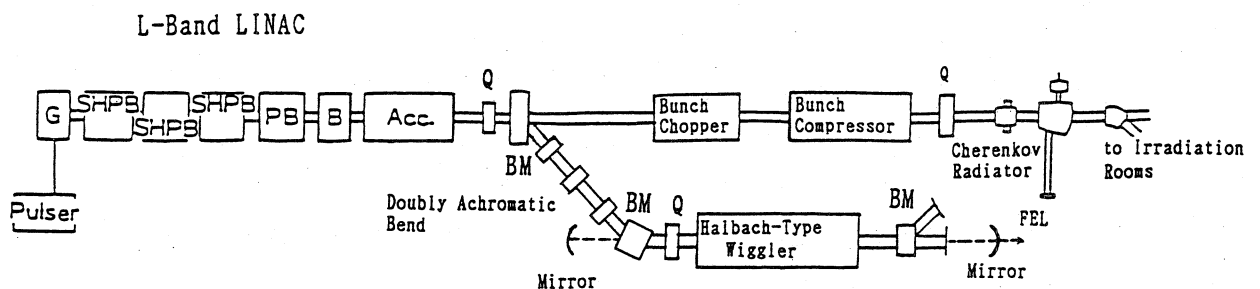 L-Band LINAC
G
SHPB
SHPB
SHPB
PB
B
Acc.
Q
BM
Bunch
Chopper
Bunch
Compressor
Q
Cherenkov
Radiator
to Irradiation
Rooms
Pulser
Doubly Achromatic
Bend
BM
Q
Halbach-Type
Wiggler
BM
FEL
Mirror
Mirror